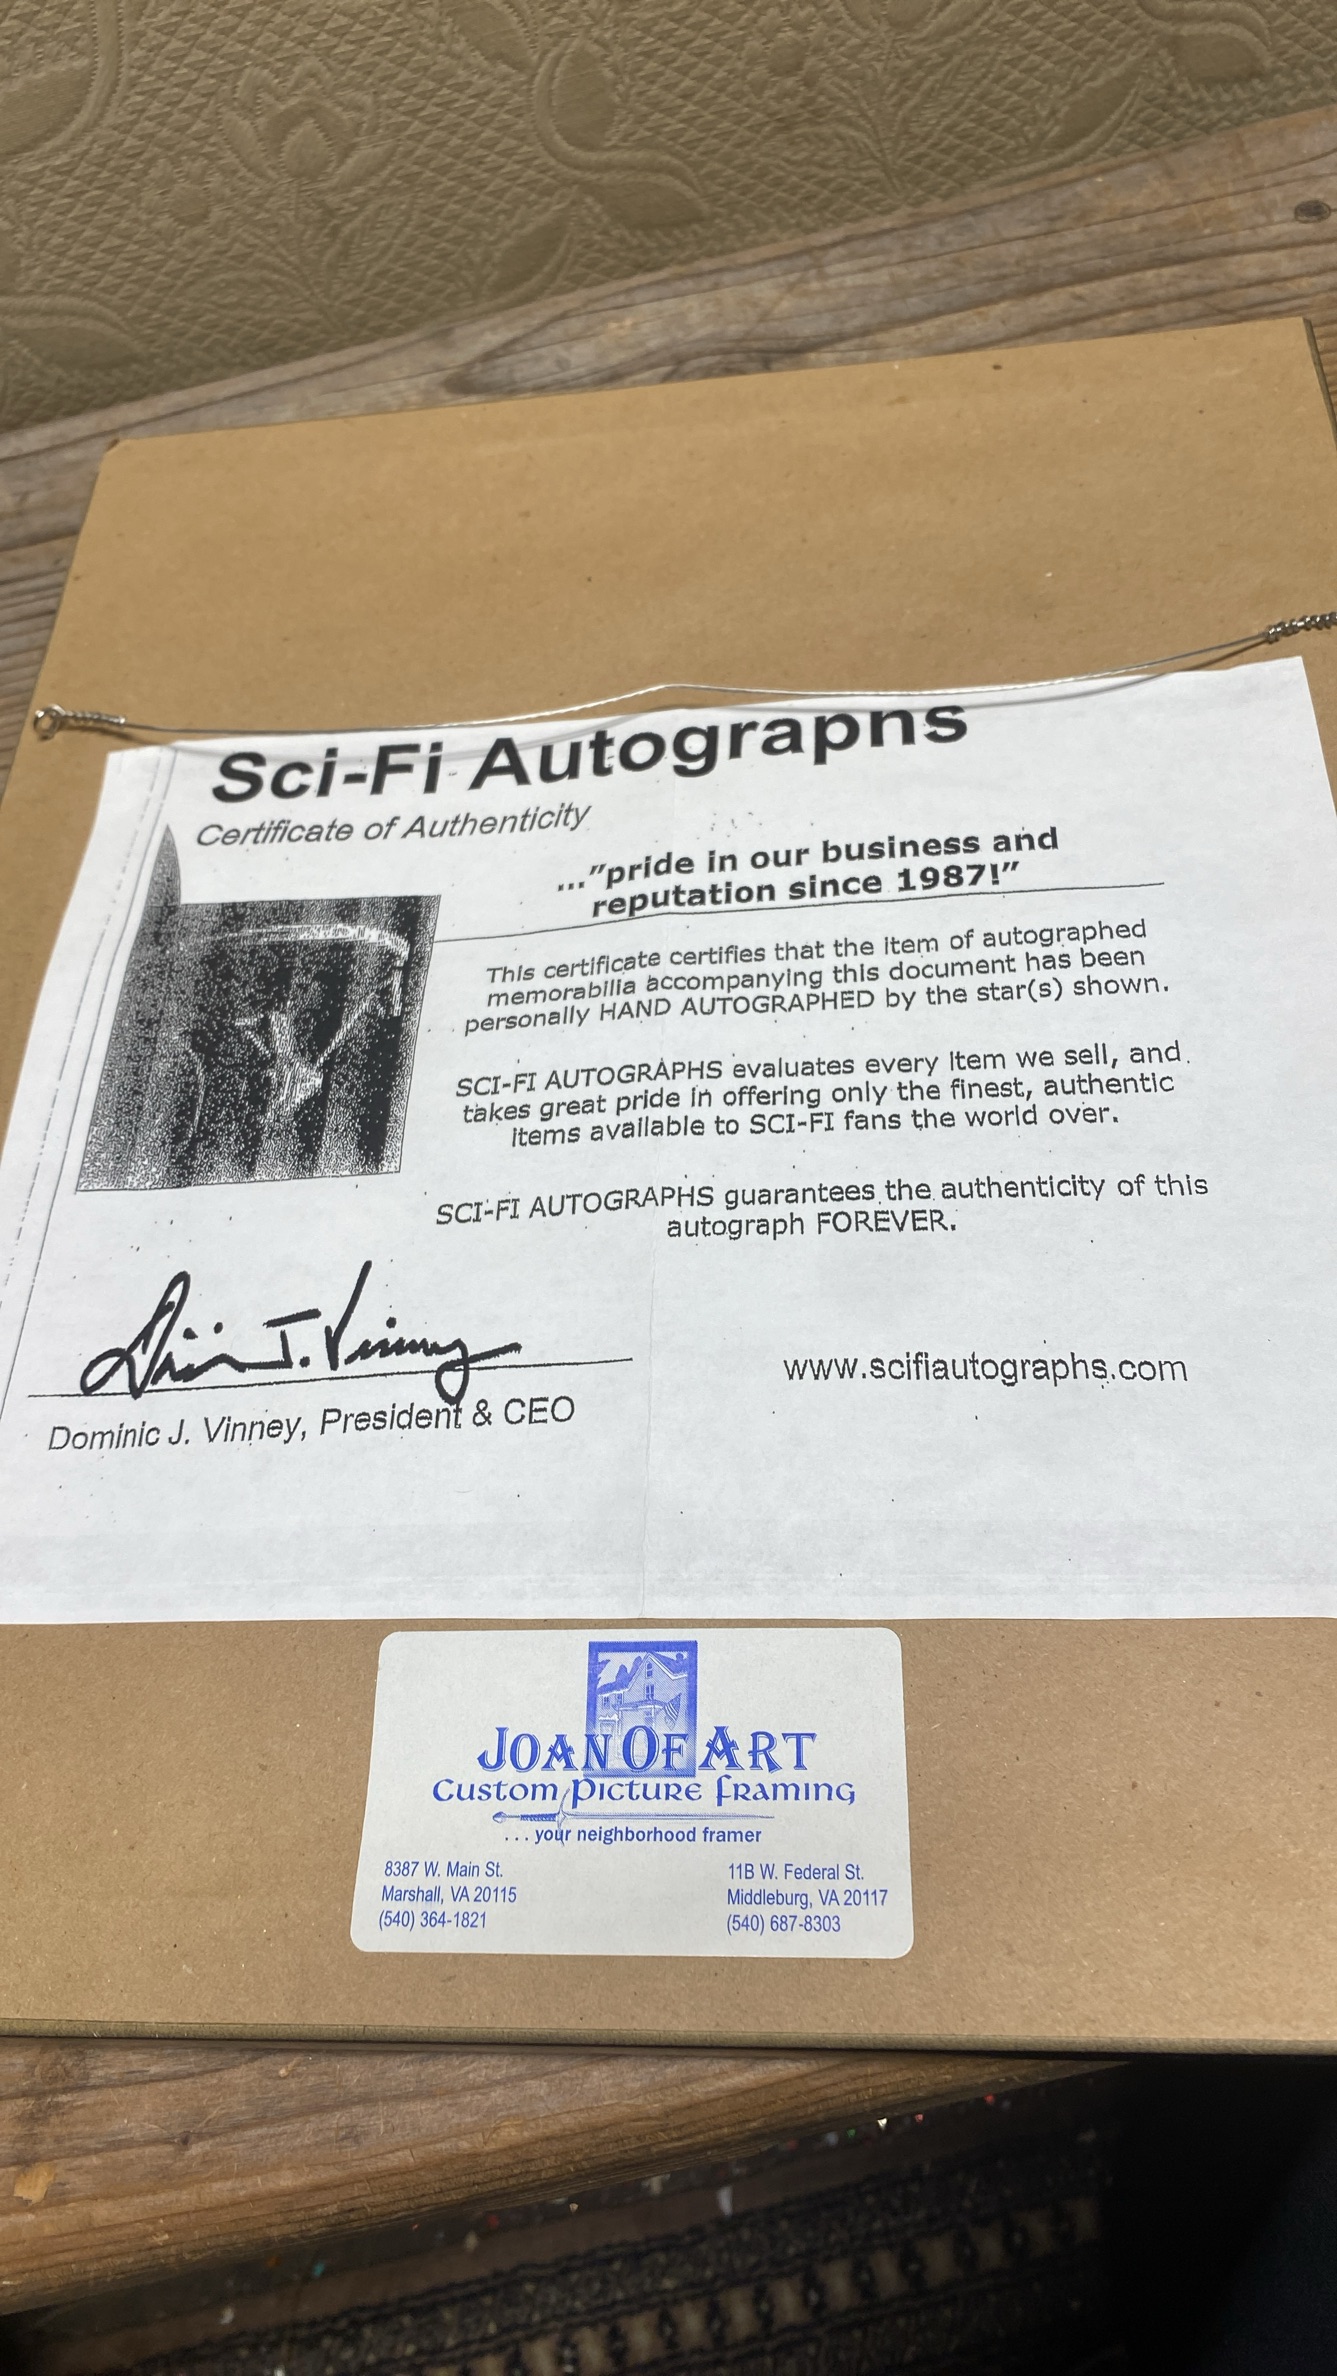 Sci-Fi Autographs
Certificate of Authenticity
..."pride in our business and
reputation since 1987!"
This certificate certifies that the item of autographed
memorabilia accompanying this document has been
personally HAND AUTOGRAPHED by the star(s) shown.
SCI-FI AUTOGRAPHS evaluates every item we sell, and
takes great pride in offering only the finest, authentic
items available to SCI-FI fans the world over.
SCI-FI AUTOGRAPHS guarantees the authenticity of this
autograph FOREVER.
Dominic J. Vinney
www.scifiautographs.com
Dominic J. Vinney, President & CEO
JOAN OF ART
Custom Picture Framing
... your neighborhood framer
8387 W. Main St.
Marshall, VA 20115
(540) 364-1821
11B W. Federal St.
Middleburg, VA 20117
(540) 687-8303